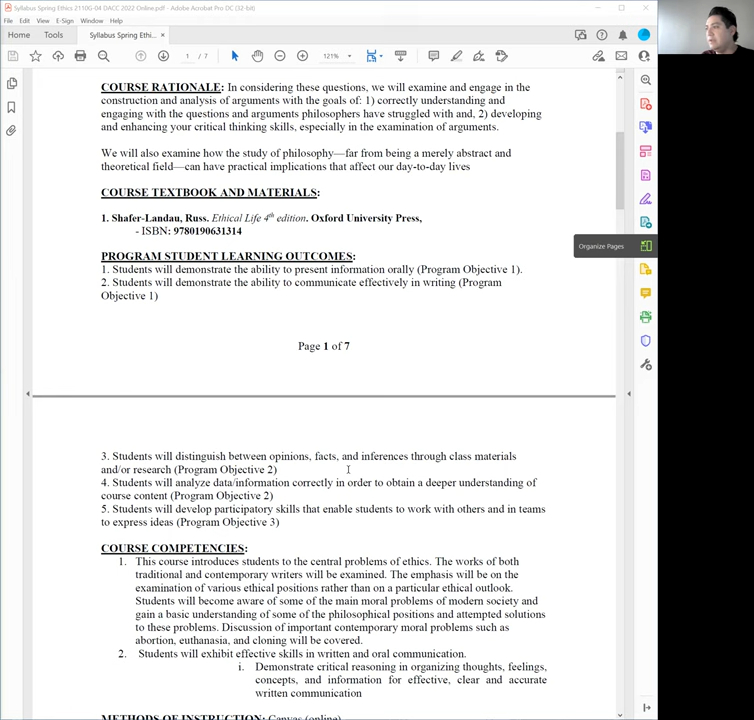 Syllabus Spring Ethics 2110G-04 DACC 2022 Online.pdf - Adobe Acrobat Pro DC (32-bit)
File Edit View E-Sign Window Help
Home Tools Syllabus Spring Ethi... ×
1 / 7 121%
COURSE RATIONALE: In considering these questions, we will examine and engage in the
construction and analysis of arguments with the goals of: 1) correctly understanding and
engaging with the questions and arguments philosophers have struggled with and, 2) developing
and enhancing your critical thinking skills, especially in the examination of arguments.
We will also examine how the study of philosophy—far from being a merely abstract and
theoretical field—can have practical implications that affect our day-to-day lives
COURSE TEXTBOOK AND MATERIALS:
1. Shafer-Landau, Russ. Ethical Life 4th edition. Oxford University Press,
- ISBN: 9780190631314
Organize Pages
PROGRAM STUDENT LEARNING OUTCOMES:
1. Students will demonstrate the ability to present information orally (Program Objective 1).
2. Students will demonstrate the ability to communicate effectively in writing (Program
Objective 1)
Page 1 of 7
3. Students will distinguish between opinions, facts, and inferences through class materials
and/or research (Program Objective 2)
4. Students will analyze data/information correctly in order to obtain a deeper understanding of
course content (Program Objective 2)
5. Students will develop participatory skills that enable students to work with others and in teams
to express ideas (Program Objective 3)
COURSE COMPETENCIES:
1. This course introduces students to the central problems of ethics. The works of both
traditional and contemporary writers will be examined. The emphasis will be on the
examination of various ethical positions rather than on a particular ethical outlook.
Students will become aware of some of the main moral problems of modern society and
gain a basic understanding of some of the philosophical positions and attempted solutions
to these problems. Discussion of important contemporary moral problems such as
abortion, euthanasia, and cloning will be covered.
2. Students will exhibit effective skills in written and oral communication.
i. Demonstrate critical reasoning in organizing thoughts, feelings,
concepts, and information for effective, clear and accurate
written communication
METHODS OF INSTRUCTION: Canvas (online)